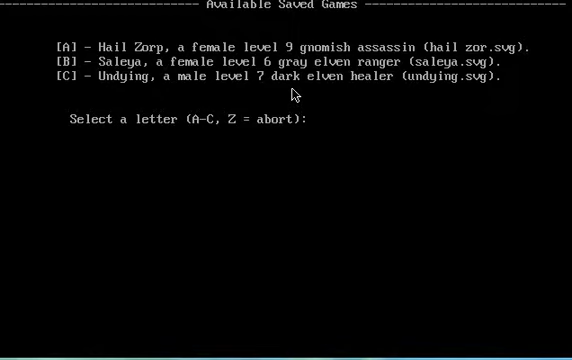 ---------------------------- Available Saved Games -----------------------------
[A] - Hail Zorp, a female level 9 gnomish assassin (hail zor.svg).
[B] - Saleya, a female level 6 gray elven ranger (saleya.svg).
[C] - Undying, a male level 7 dark elven healer (undying.svg).
Select a letter (A-C, Z = abort):